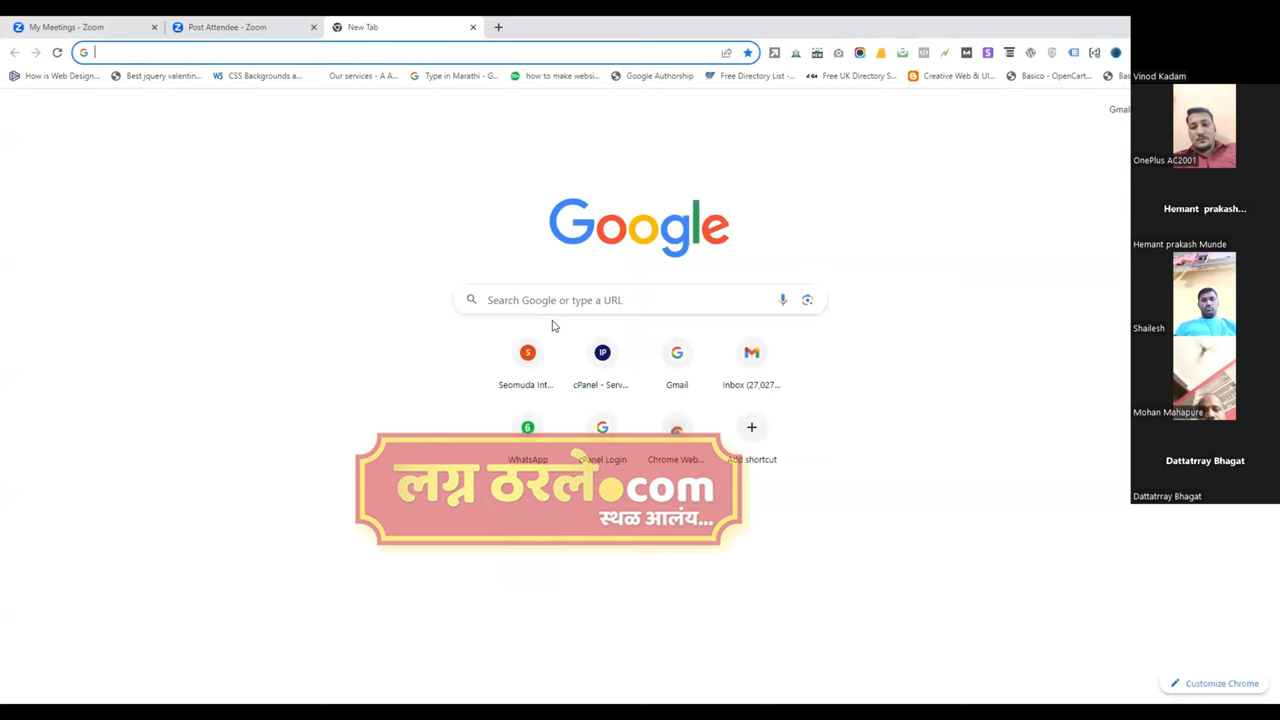 My Meetings - Zoom
Post Attendee - Zoom
New Tab
How is Web Design...
Best jquery valentin...
CSS Backgrounds a...
Our services - A A...
Type in Marathi - G...
how to make websi...
Google Authorship
Free Directory List -...
Free UK Directory S...
Creative Web & UI...
Basico - OpenCart...
Bas
Vinod Kadam
Gmai
OnePlus AC2001
Hemant prakash...
Hemant prakash Munde
Google
Search Google or type a URL
Shailesh
Seomuda Int...
cPanel - Serv...
Gmail
Inbox (27,027...
Mohan Mahapure
WhatsApp
cPanel Login
Chrome Web...
Add shortcut
Dattatrray Bhagat
Dattatrray Bhagat
लग्न ठरले.com
स्थळ आलंय...
Customize Chrome